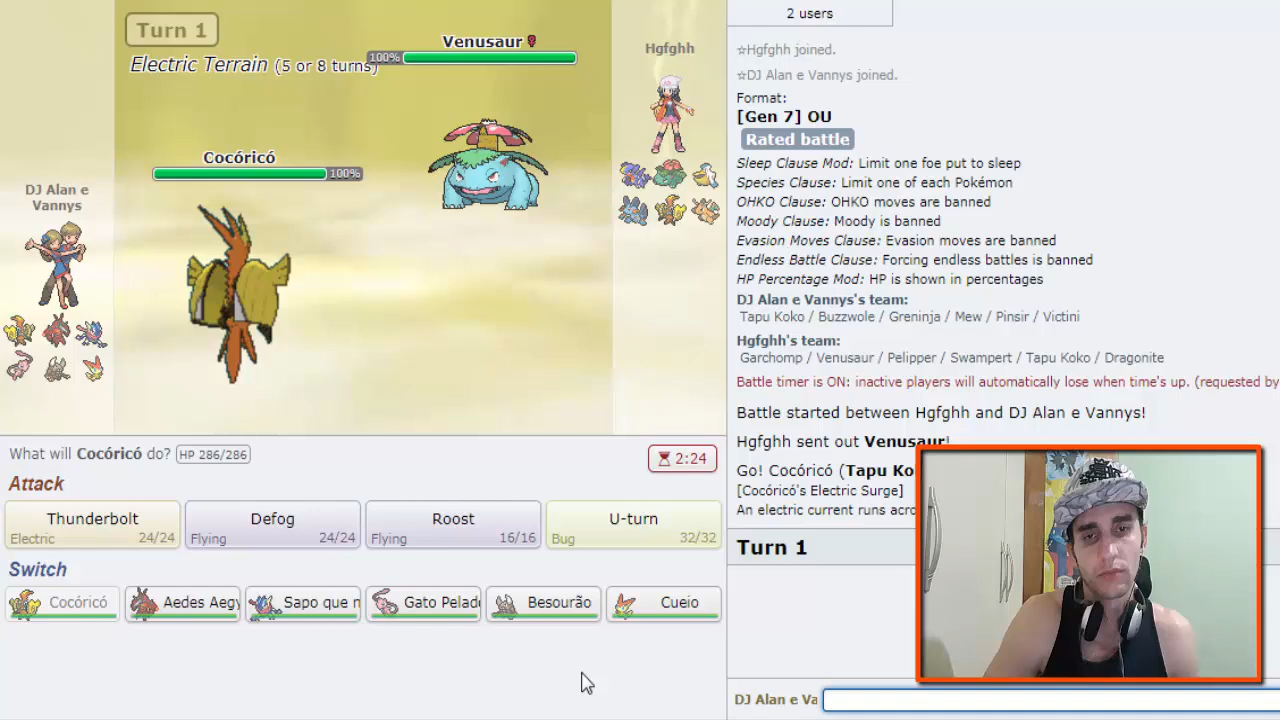 Turn 1
Electric Terrain (5 or 8 turns)
Venusaur
100%
Cocóricó
100%
Hgfghh
DJ Alan e
Vannys
What will Cocóricó do? HP 286/286
2:24
Attack
Thunderbolt
Electric 24/24
Defog
Flying 24/24
Roost
Flying 16/16
U-turn
Bug 32/32
Switch
Cocóricó
Aedes Aegy
Sapo que n
Gato Pelad
Besourão
Cueio
2 users
☆Hgfghh joined.
☆DJ Alan e Vannys joined.
Format:
[Gen 7] OU
Rated battle
Sleep Clause Mod: Limit one foe put to sleep
Species Clause: Limit one of each Pokémon
OHKO Clause: OHKO moves are banned
Moody Clause: Moody is banned
Evasion Moves Clause: Evasion moves are banned
Endless Battle Clause: Forcing endless battles is banned
HP Percentage Mod: HP is shown in percentages
DJ Alan e Vannys's team:
Tapu Koko / Buzzwole / Greninja / Mew / Pinsir / Victini
Hgfghh's team:
Garchomp / Venusaur / Pelipper / Swampert / Tapu Koko / Dragonite
Battle timer is ON: inactive players will automatically lose when time's up. (requested by
Battle started between Hgfghh and DJ Alan e Vannys!
Hgfghh sent out Venusaur!
Go! Cocóricó (Tapu Ko
[Cocóricó's Electric Surge]
An electric current runs acro
Turn 1
DJ Alan e Va